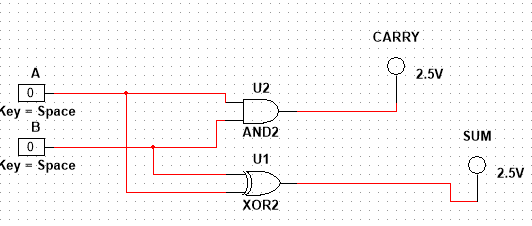 CARRY
2.5V
A
0
Key = Space
B
0
Key = Space
U2
AND2
U1
XOR2
SUM
2.5V